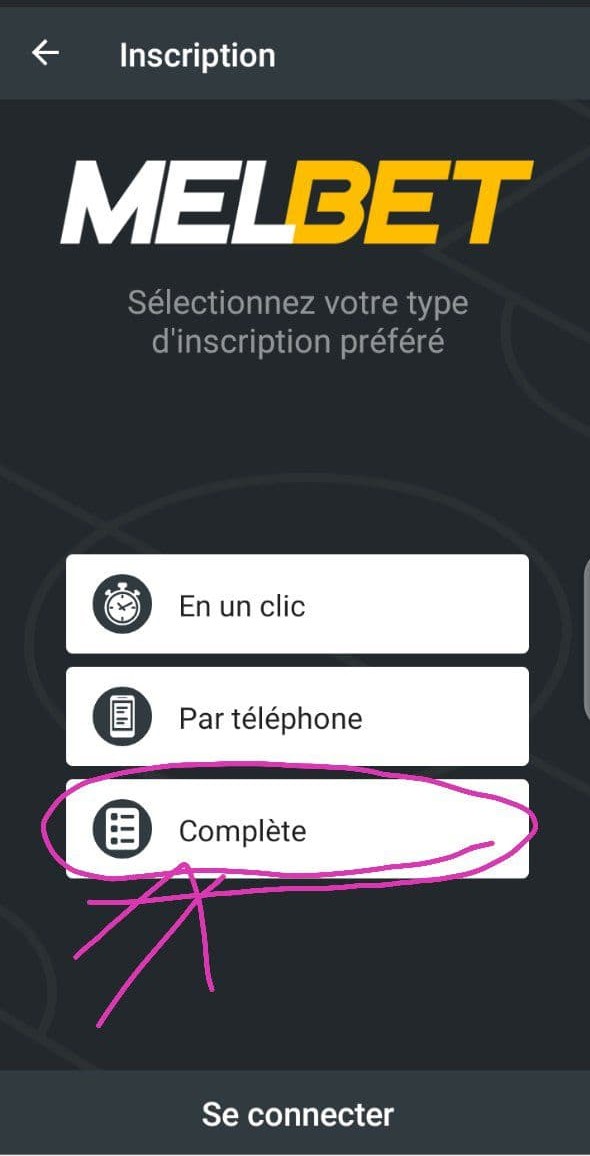 Inscription
MELBET
Sélectionnez votre type
d'inscription préféré
En un clic
Par téléphone
Complète
Se connecter